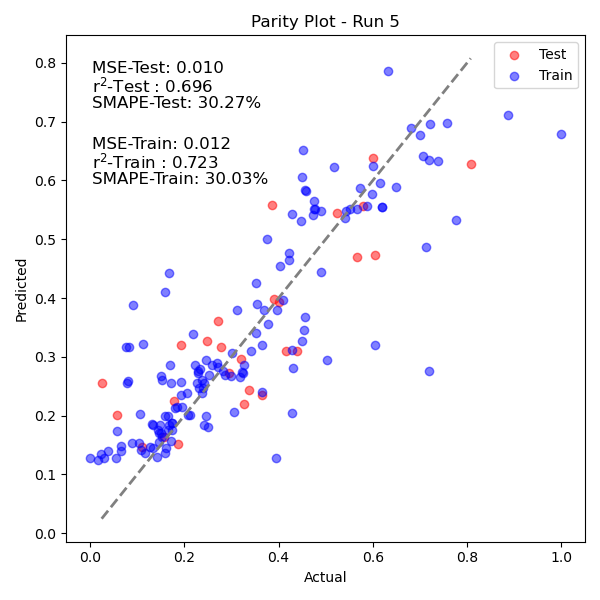 Parity Plot - Run 5
MSE-Test: 0.010
r²-Test : 0.696
SMAPE-Test: 30.27%
MSE-Train: 0.012
r²-Train : 0.723
SMAPE-Train: 30.03%
Test
Train
0.8
0.7
0.6
0.5
0.4
0.3
0.2
0.1
0.0
Predicted
0.0 0.2 0.4 0.6 0.8 1.0
Actual